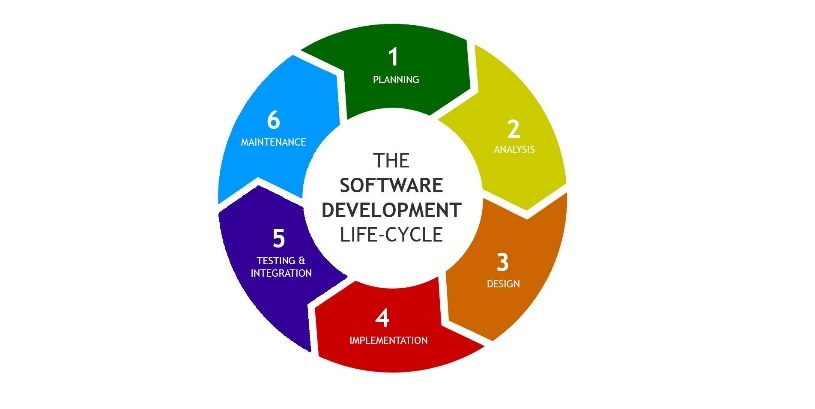 1
PLANNING
2
ANALYSIS
3
DESIGN
4
IMPLEMENTATION
5
TESTING &
INTEGRATION
6
MAINTENANCE
THE
SOFTWARE
DEVELOPMENT
LIFE-CYCLE